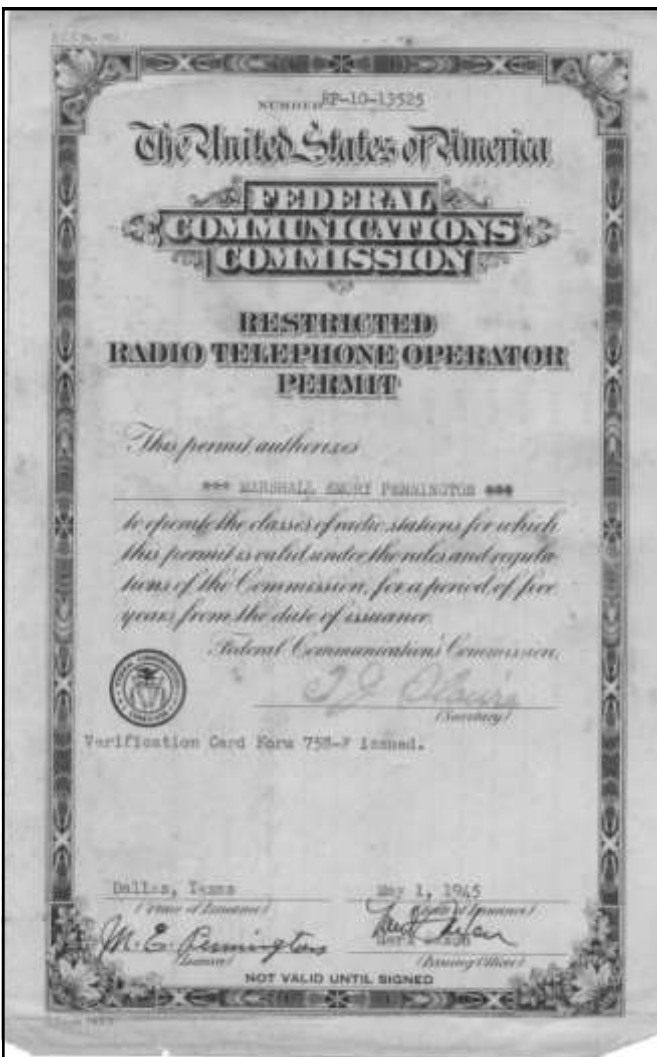 NUMBER RP-10-13525
The United States of America
FEDERAL
COMMUNICATIONS
COMMISSION
RESTRICTED
RADIO TELEPHONE OPERATOR
PERMIT
This permit authorizes
*** MARSHALL EMORY PENNINGTON ***
to operate the classes of radio stations for which
this permit is valid under the rules and regula-
tions of the Commission, for a period of five
years from the date of issuance.
Federal Communications Commission,
(Secretary)
Verification Card Form 758-F issued.
Dallas, Texas May 1, 1945
(Place of Issuance) (Date of Issuance)
M. E. Pennington
(Issuing Officer)
NOT VALID UNTIL SIGNED